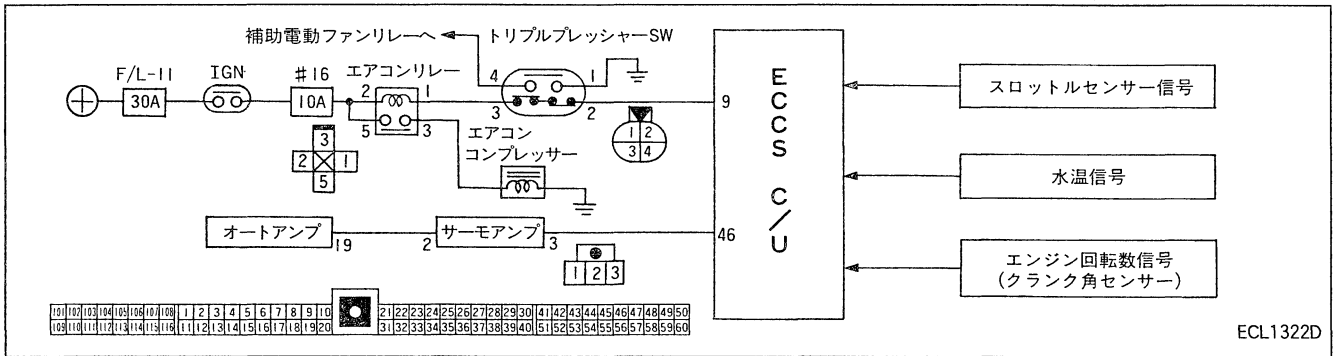 補助電動ファンリレーへ トリプルプレッシャーSW
F/L-11 IGN #16 エアコンリレー
30A 10A
2 1
5 3
4 1
3 2
9
3
2 1
5
1 2
3 4
エアコン
コンプレッサー
オートアンプ 19 2 サーモアンプ 3 46
1 2 3
ECCS C/U
スロットルセンサー信号
水温信号
エンジン回転数信号
(クランク角センサー)
101 102 103 104 105 106 107 108 1 2 3 4 5 6 7 8 9 10 21 22 23 24 25 26 27 28 29 30 41 42 43 44 45 46 47 48 49 50
109 110 111 112 113 114 115 116 11 12 13 14 15 16 17 18 19 20 31 32 33 34 35 36 37 38 39 40 51 52 53 54 55 56 57 58 59 60
ECL1322D